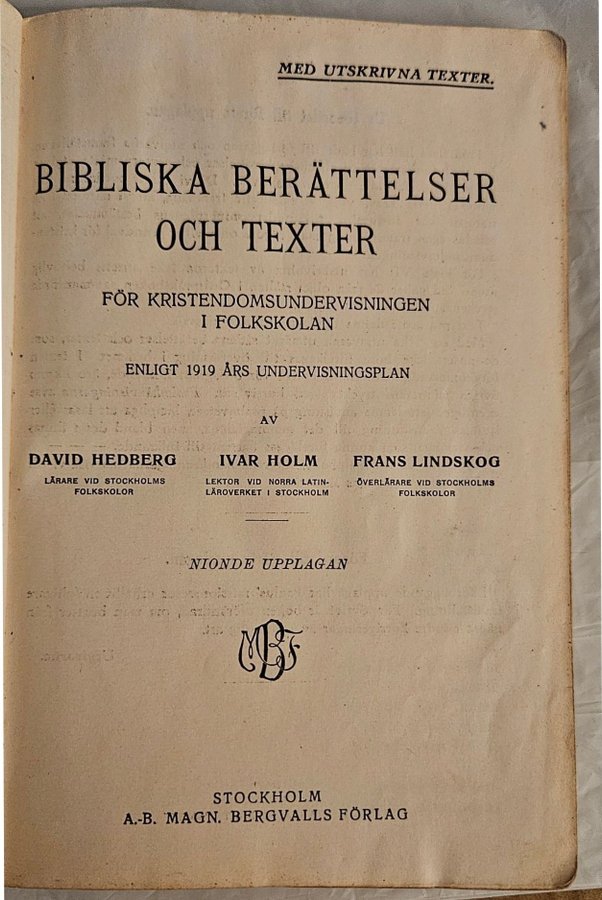 MED UTSKRIVNA TEXTER.
BIBLISKA BERÄTTELSER
OCH TEXTER
FÖR KRISTENDOMSUNDERVISNINGEN
I FOLKSKOLAN
ENLIGT 1919 ÅRS UNDERVISNINGSPLAN
AV
DAVID HEDBERG
LÄRARE VID STOCKHOLMS
FOLKSKOLOR
IVAR HOLM
LEKTOR VID NORRA LATIN-
LÄROVERKET I STOCKHOLM
FRANS LINDSKOG
ÖVERLÄRARE VID STOCKHOLMS
FOLKSKOLOR
NIONDE UPPLAGAN
MBF
STOCKHOLM
A.-B. MAGN. BERGVALLS FÖRLAG